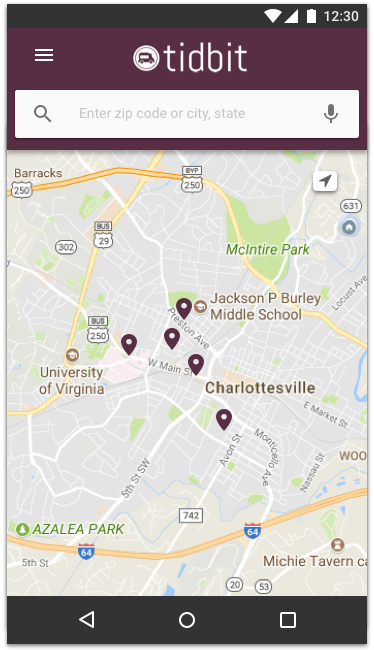 12:30
tidbit
Enter zip code or city, state
Barracks
250
BYP
250
631
BUS
29
302
McIntire Park
Locust Ave
Jackson P Burley
Middle School
Preston Ave
BUS
250
University
of Virginia
W Main St
Charlottesville
E Market St
Avon St
Monticello Ave
Nassau St
WOO
5th St SW
742
AZALEA PARK
64
64
5th St
Michie Tavern ca
20
53